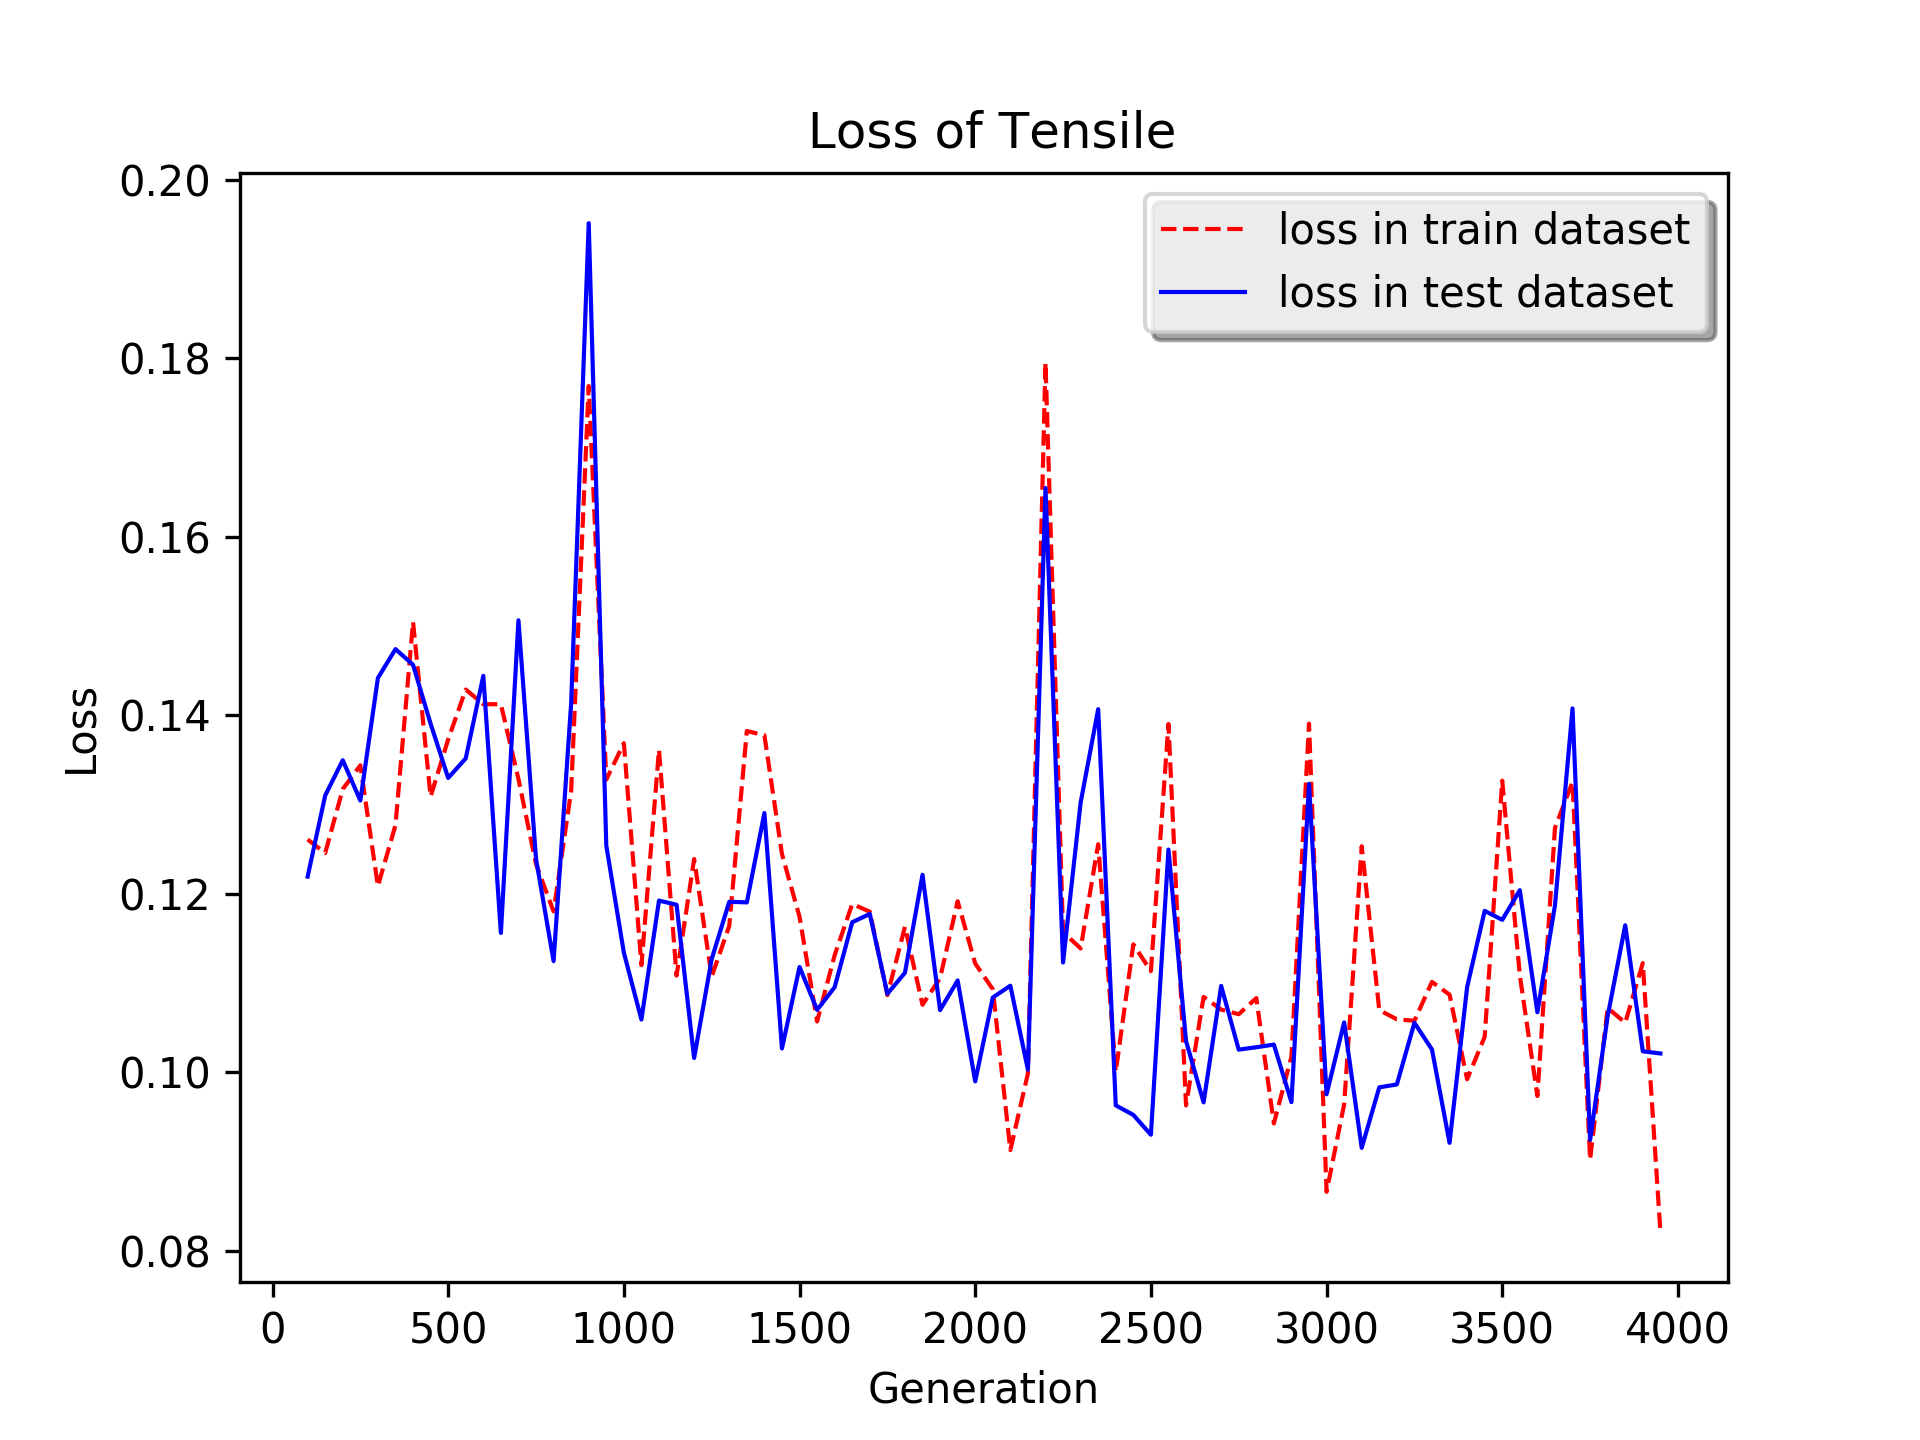 Loss of Tensile
loss in train dataset
loss in test dataset
0.20
0.18
0.16
0.14
0.12
0.10
0.08
Loss
0 500 1000 1500 2000 2500 3000 3500 4000
Generation